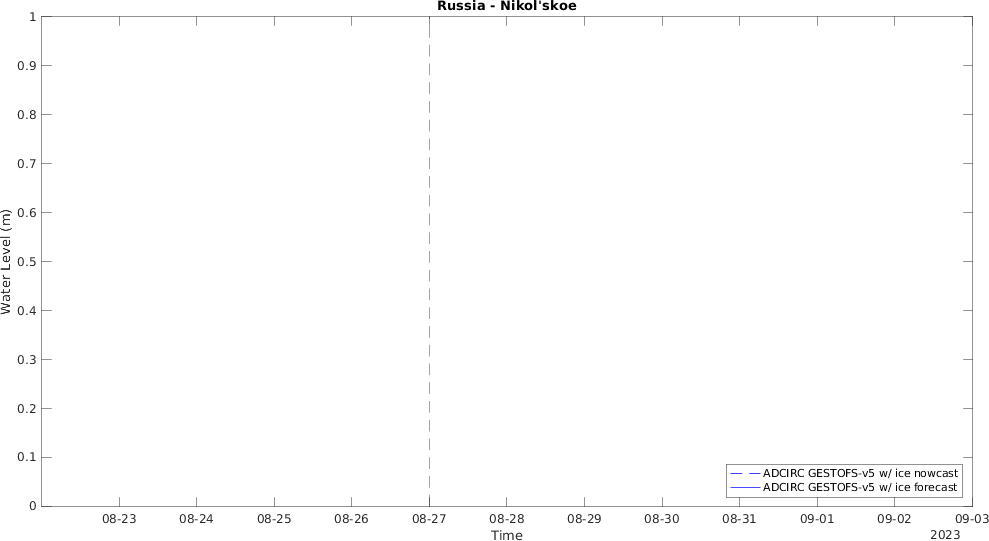 Russia - Nikol'skoe
1
0.9
0.8
0.7
0.6
0.5
0.4
0.3
0.2
0.1
0
Water Level (m)
ADCIRC GESTOFS-v5 w/ ice nowcast
ADCIRC GESTOFS-v5 w/ ice forecast
08-23 08-24 08-25 08-26 08-27 08-28 08-29 08-30 08-31 09-01 09-02 09-03
Time
2023